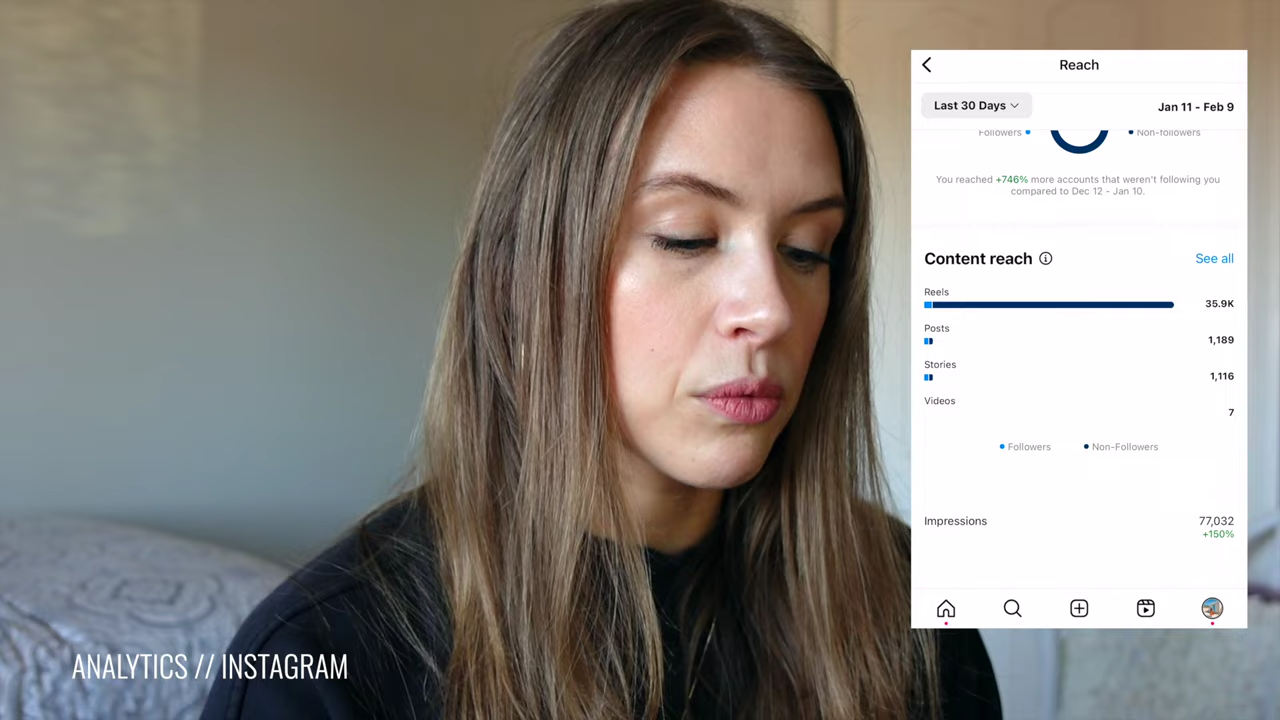 Reach
Last 30 Days
Jan 11 - Feb 9
Followers
Non-followers
You reached +746% more accounts that weren't following you
compared to Dec 12 - Jan 10.
Content reach
See all
Reels
35.9K
Posts
1,189
Stories
1,116
Videos
7
Followers
Non-Followers
Impressions
77,032
+150%
ANALYTICS // INSTAGRAM